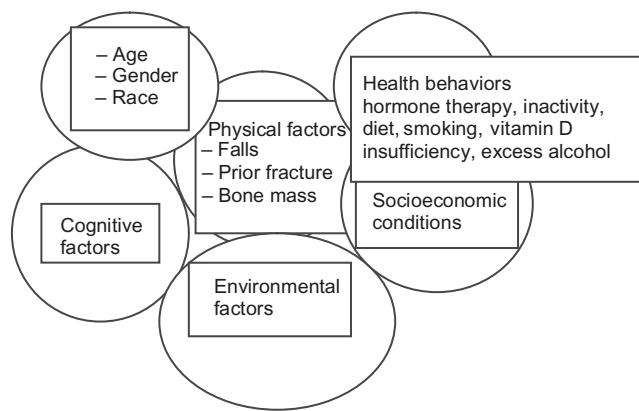 – Age
– Gender
– Race
Health behaviors
hormone therapy, inactivity,
diet, smoking, vitamin D
insufficiency, excess alcohol
Physical factors
– Falls
– Prior fracture
– Bone mass
Cognitive
factors
Socioeconomic
conditions
Environmental
factors